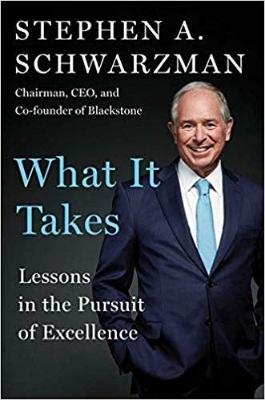 STEPHEN A.
SCHWARZMAN
Chairman, CEO, and
Co-founder of Blackstone
What It
Takes
Lessons
in the Pursuit
of Excellence